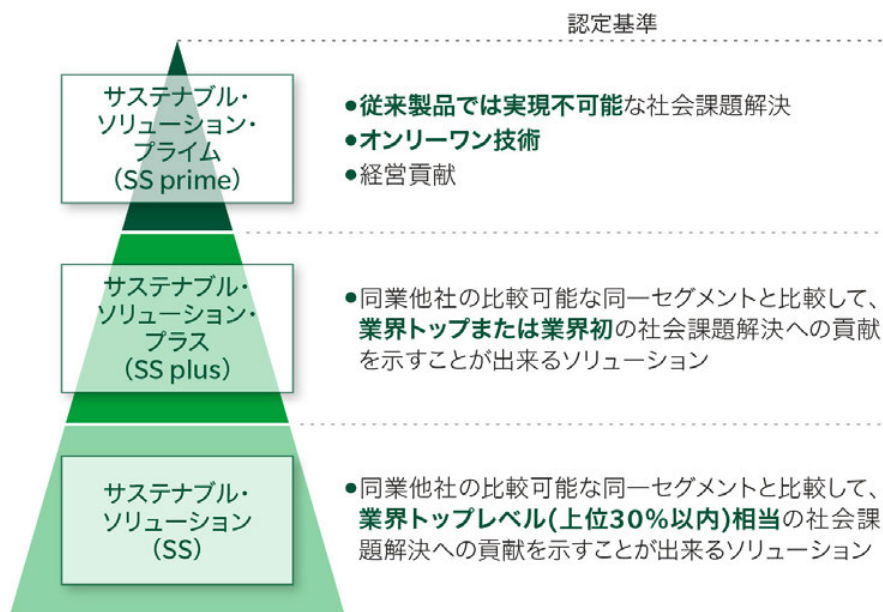 認定基準
サステナブル・
ソリューション・
プライム
（SS prime）
●従来製品では実現不可能な社会課題解決
●オンリーワン技術
●経営貢献
サステナブル・
ソリューション・
プラス
（SS plus）
●同業他社の比較可能な同一セグメントと比較して、
業界トップまたは業界初の社会課題解決への貢献
を示すことが出来るソリューション
サステナブル・
ソリューション
（SS）
●同業他社の比較可能な同一セグメントと比較して、
業界トップレベル(上位30%以内)相当の社会課
題解決への貢献を示すことが出来るソリューション